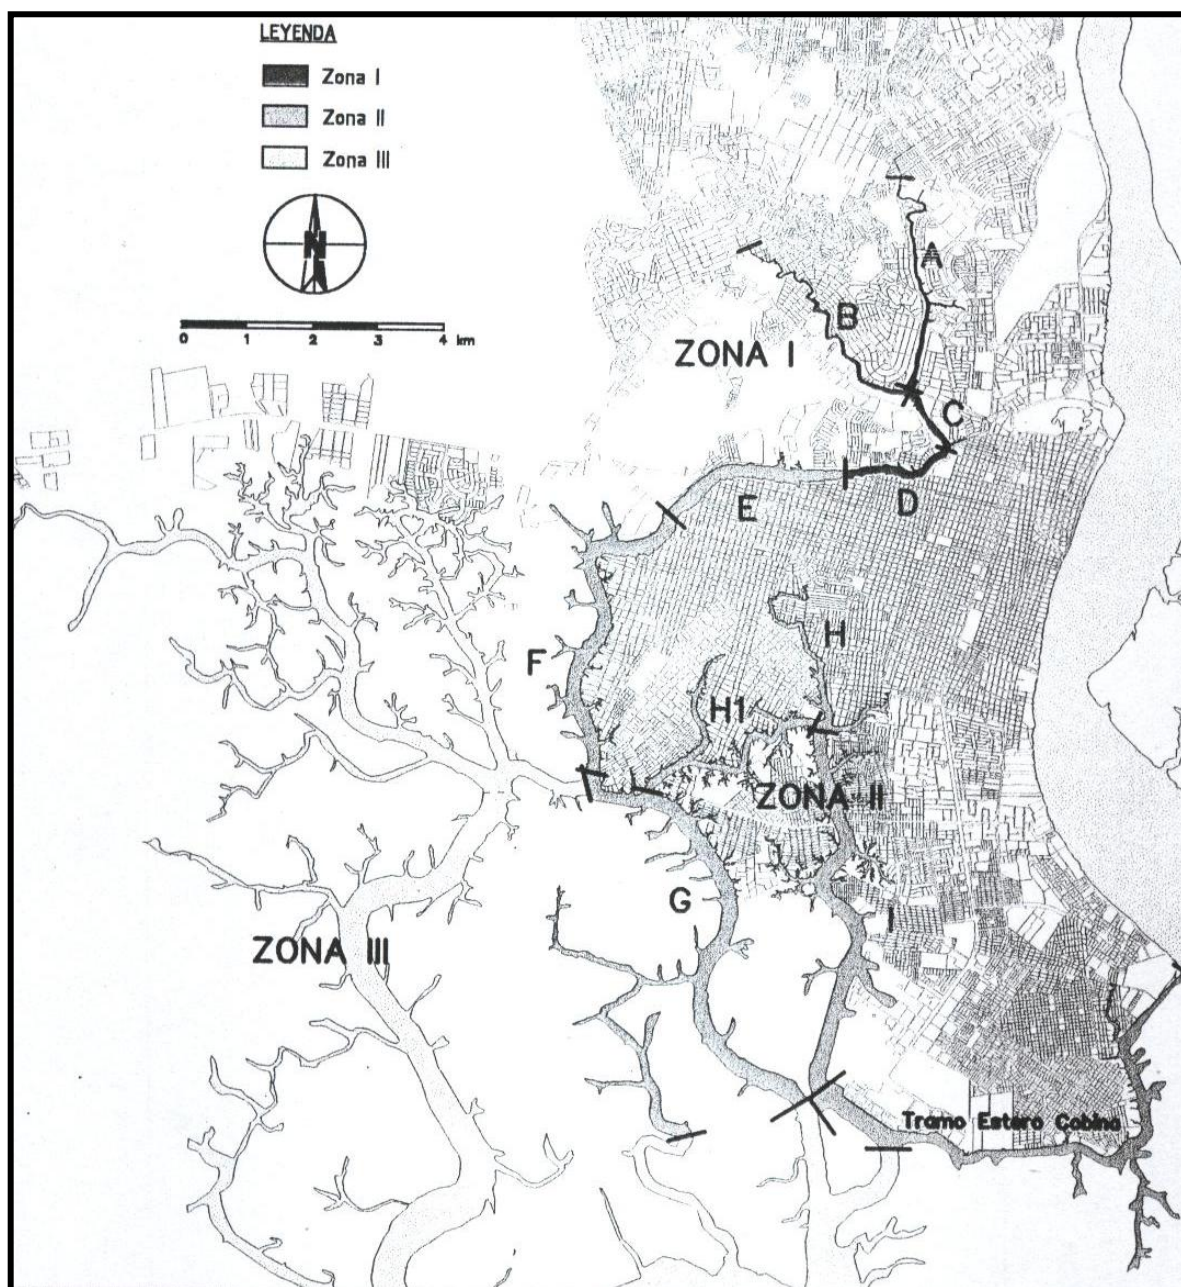 LEYENDA
Zona I
Zona II
Zona III
N
0 1 2 3 4 km
A
B
ZONA I
C
E
D
H
F
H1
ZONA II
G
I
ZONA III
Tramo Estero Cobina